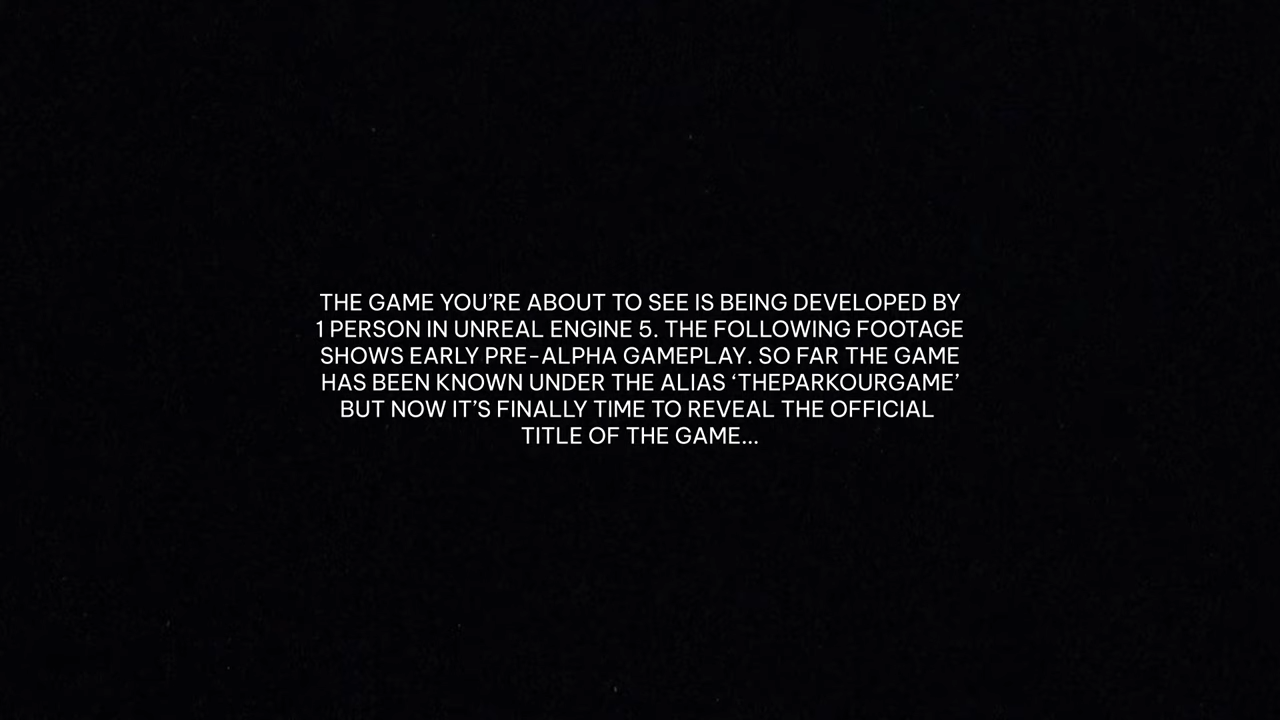 THE GAME YOU’RE ABOUT TO SEE IS BEING DEVELOPED BY
1 PERSON IN UNREAL ENGINE 5. THE FOLLOWING FOOTAGE
SHOWS EARLY PRE-ALPHA GAMEPLAY. SO FAR THE GAME
HAS BEEN KNOWN UNDER THE ALIAS ‘THEPARKOURGAME’
BUT NOW IT’S FINALLY TIME TO REVEAL THE OFFICIAL
TITLE OF THE GAME...